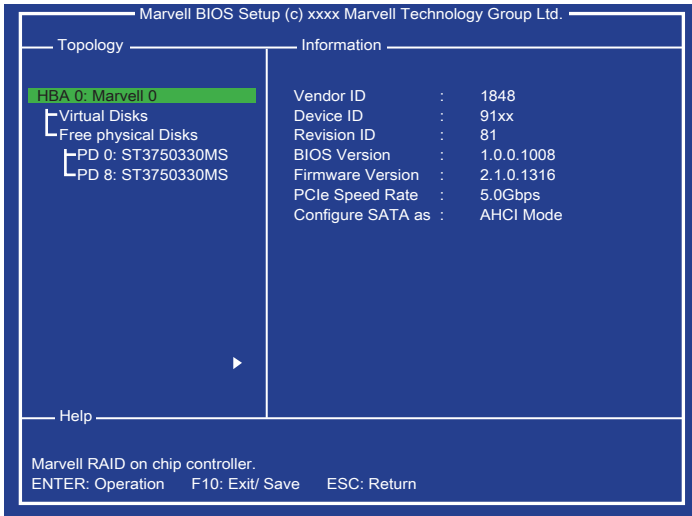 Marvell BIOS Setup (c) xxxx Marvell Technology Group Ltd.
Topology
HBA 0: Marvell 0
Virtual Disks
Free physical Disks
PD 0: ST3750330MS
PD 8: ST3750330MS
Information
Vendor ID : 1848
Device ID : 91xx
Revision ID : 81
BIOS Version : 1.0.0.1008
Firmware Version : 2.1.0.1316
PCIe Speed Rate : 5.0Gbps
Configure SATA as : AHCI Mode
Help
Marvell RAID on chip controller.
ENTER: Operation F10: Exit/ Save ESC: Return